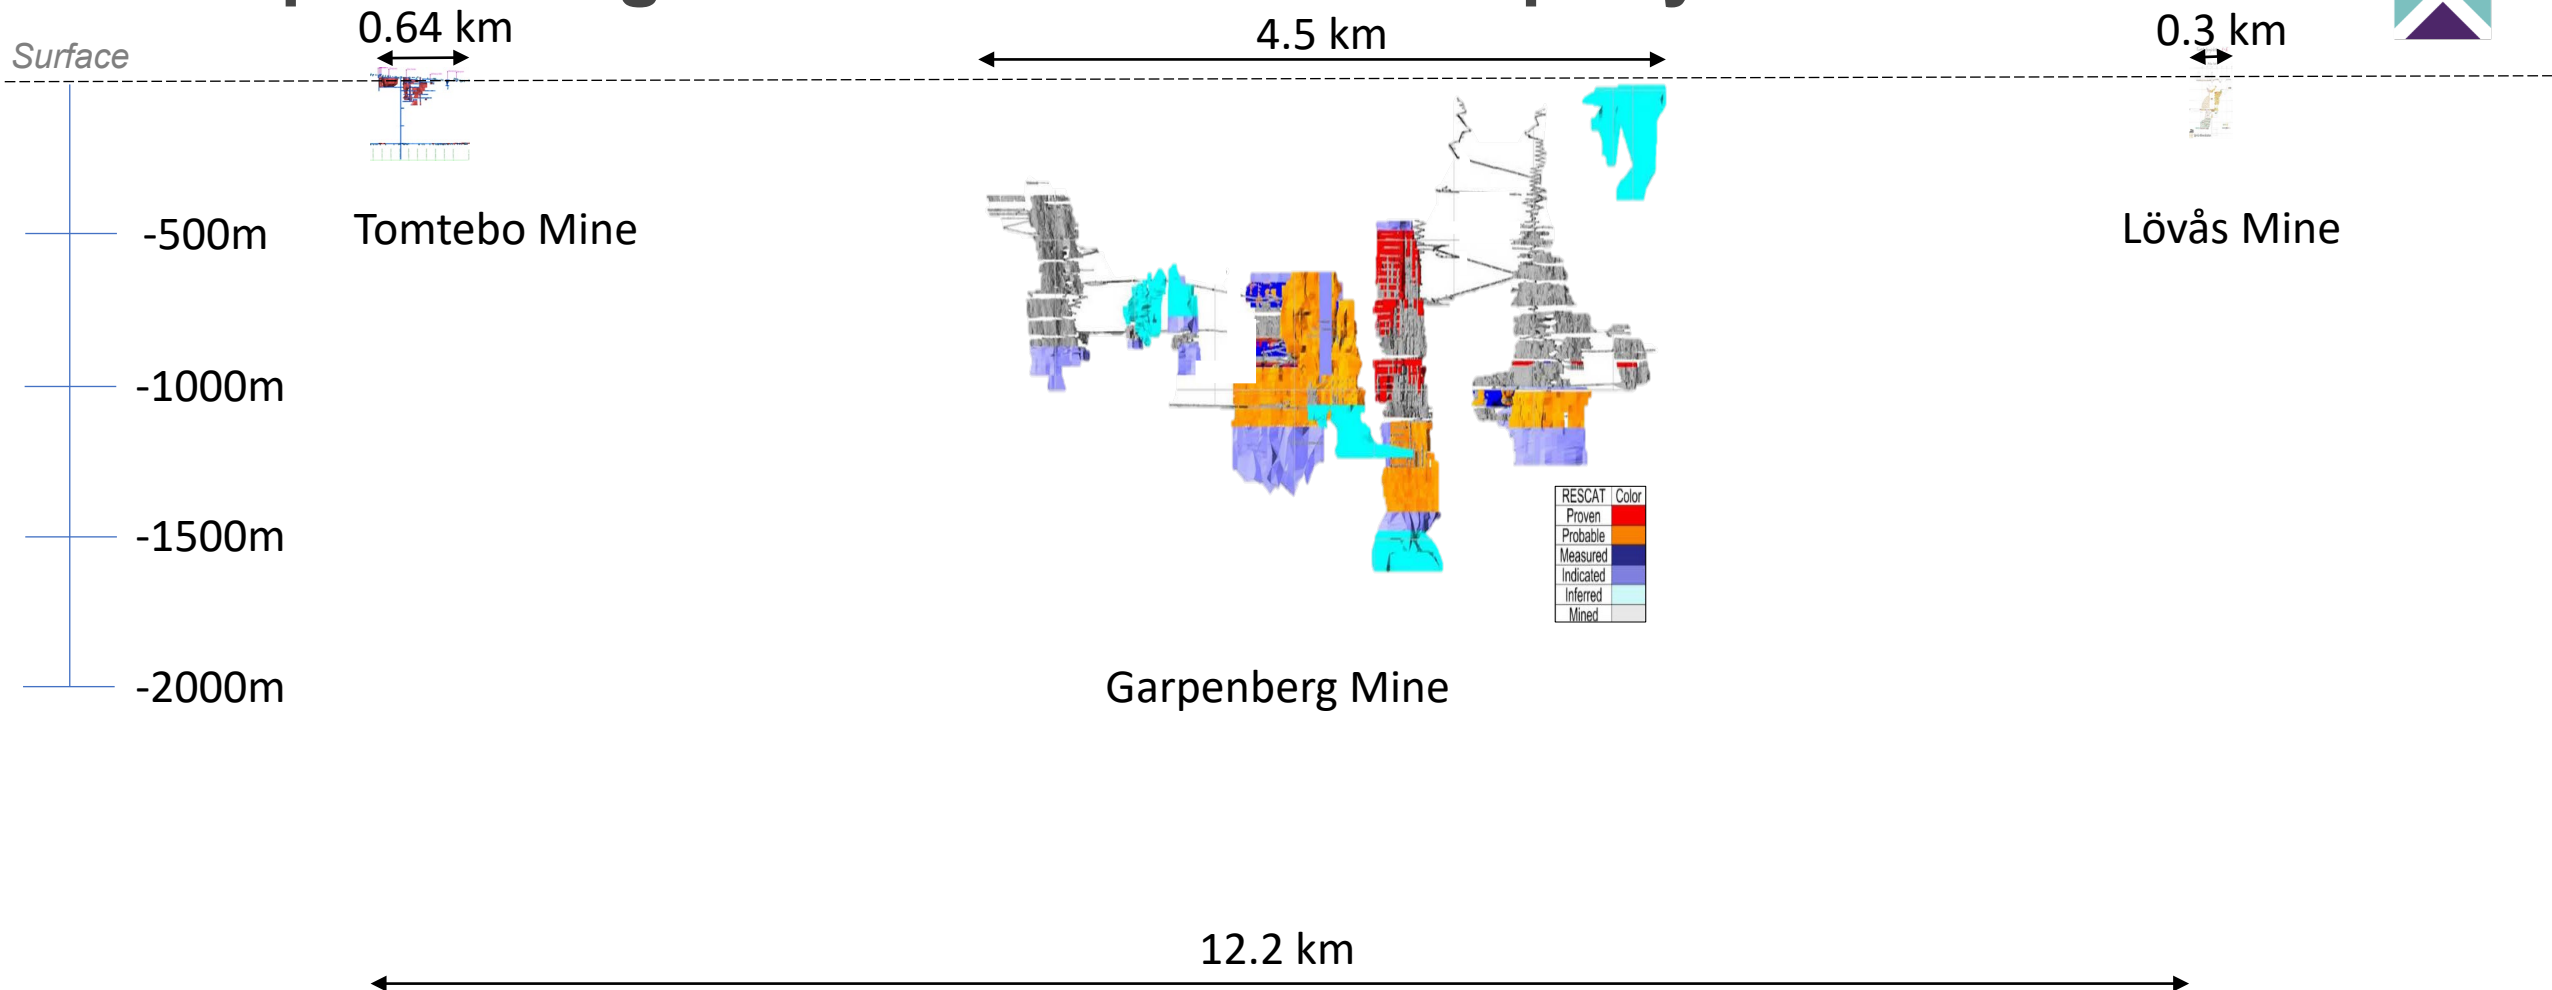 0.64 km
4.5 km
0.3 km
Surface
-500m
Tomtebo Mine
Lövås Mine
-1000m
-1500m
RESCAT Color
Proven
Probable
Measured
Indicated
Inferred
Mined
-2000m
Garpenberg Mine
12.2 km